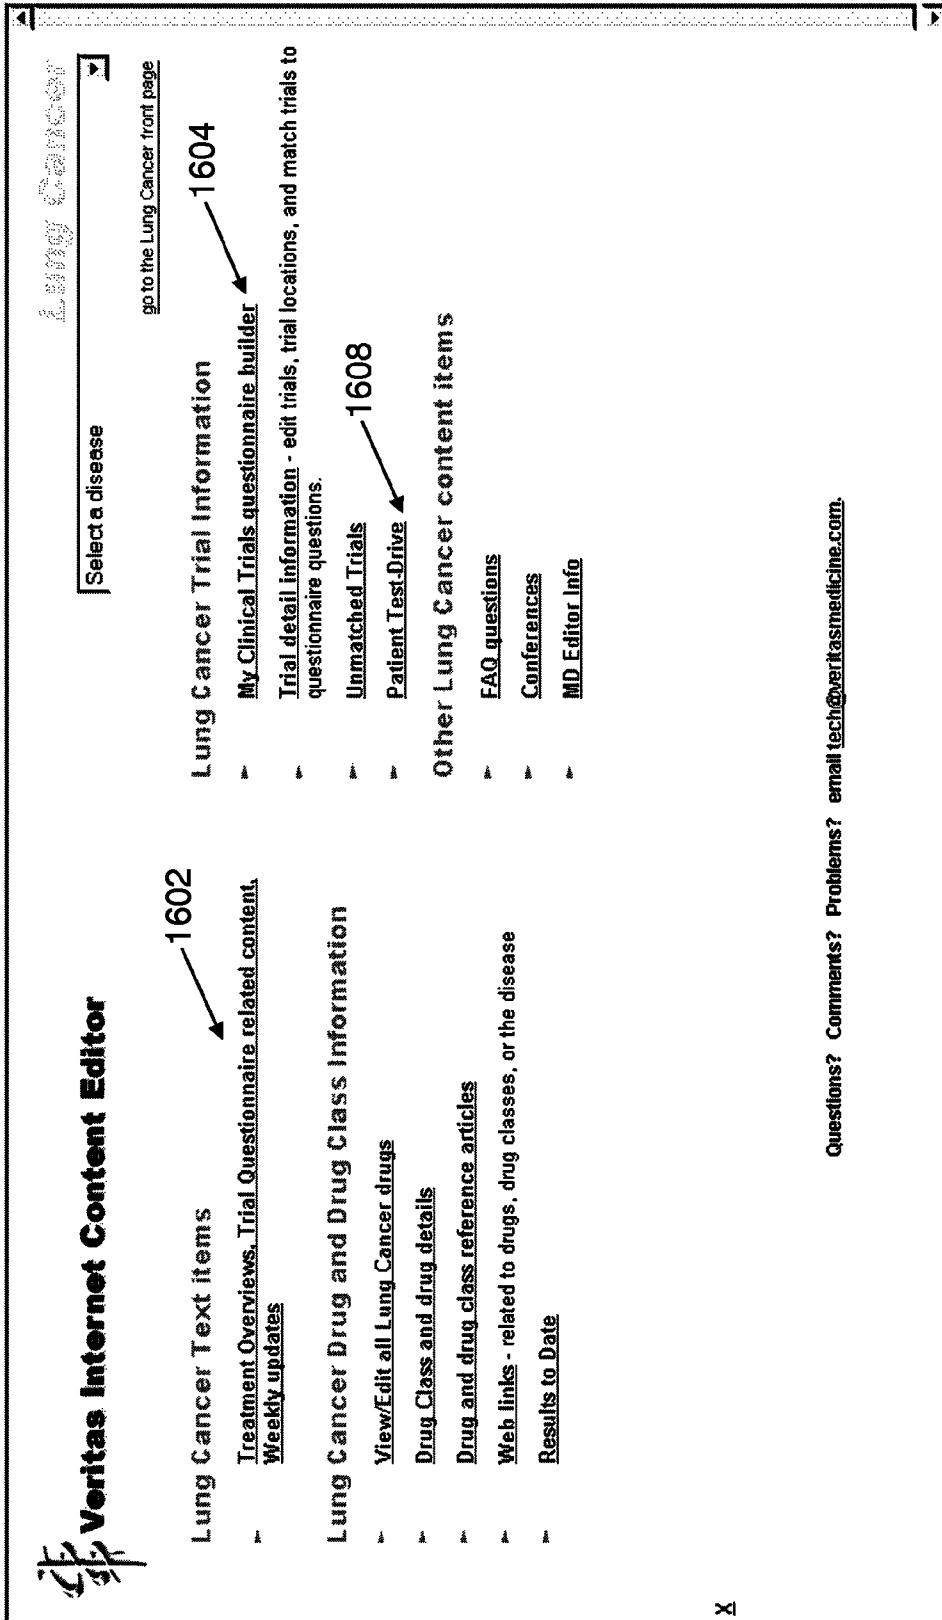 Veritas Internet Content Editor
Lung Cancer
Select a disease
go to the Lung Cancer front page
Lung Cancer Text items
1602
Treatment Overviews, Trial Questionnaire related content,
Weekly updates
Lung Cancer Drug and Drug Class Information
View/Edit all Lung Cancer drugs
Drug Class and drug details
Drug and drug class reference articles
Web links - related to drugs, drug classes, or the disease
Results to Date
Lung Cancer Trial Information
1604
My Clinical Trials questionnaire builder
Trial detail information - edit trials, trial locations, and match trials to
questionnaire questions.
1608
Unmatched Trials
Patient Test-Drive
Other Lung Cancer content items
FAQ questions
Conferences
MD Editor Info
X
Questions? Comments? Problems? email tech@veritasmedicine.com.